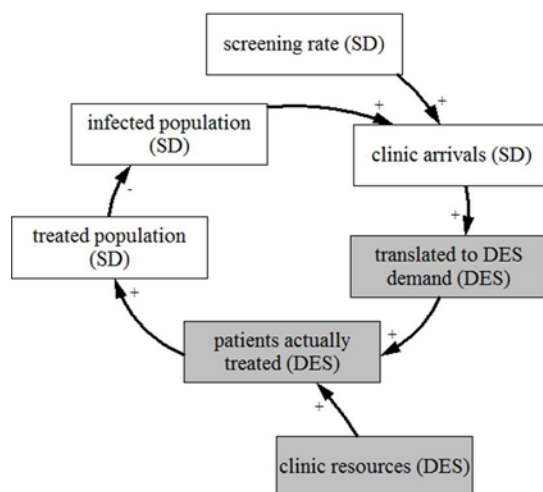 screening rate (SD)
+
+
infected population
(SD)
clinic arrivals (SD)
-
+
treated population
(SD)
translated to DES
demand (DES)
+
+
patients actually
treated (DES)
+
clinic resources (DES)